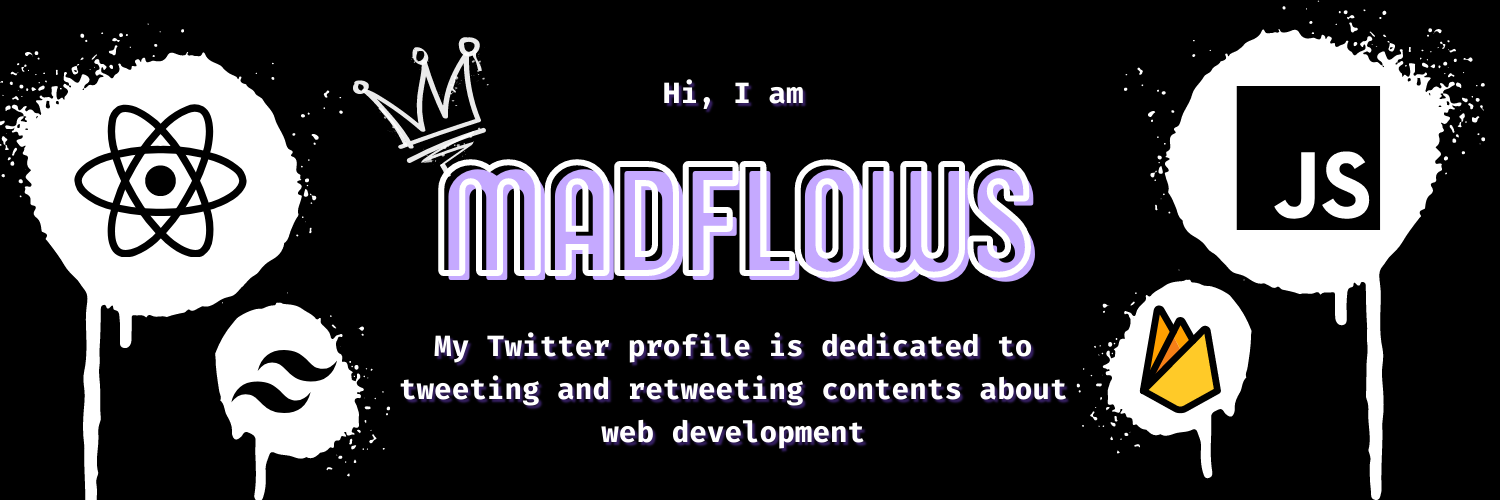 Hi, I am
MADFLOWS
My Twitter profile is dedicated to
tweeting and retweeting contents about
web development
JS